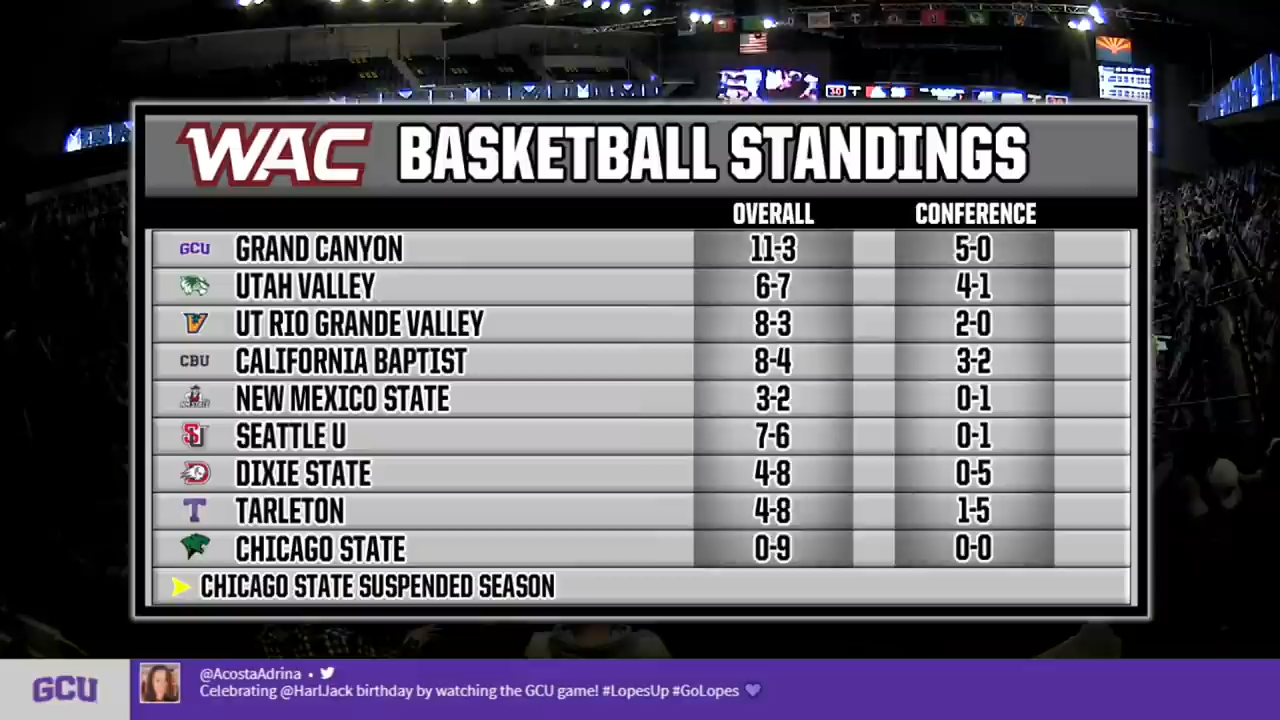 WAC BASKETBALL STANDINGS
OVERALL CONFERENCE
GCU GRAND CANYON 11-3 5-0
UTAH VALLEY 6-7 4-1
UT RIO GRANDE VALLEY 8-3 2-0
CBU CALIFORNIA BAPTIST 8-4 3-2
NEW MEXICO STATE 3-2 0-1
SEATTLE U 7-6 0-1
DIXIE STATE 4-8 0-5
T TARLETON 4-8 1-5
CHICAGO STATE 0-9 0-0
CHICAGO STATE SUSPENDED SEASON
GCU
@AcostaAdrina •
Celebrating @HarlJack birthday by watching the GCU game! #LopesUp #GoLopes 💜